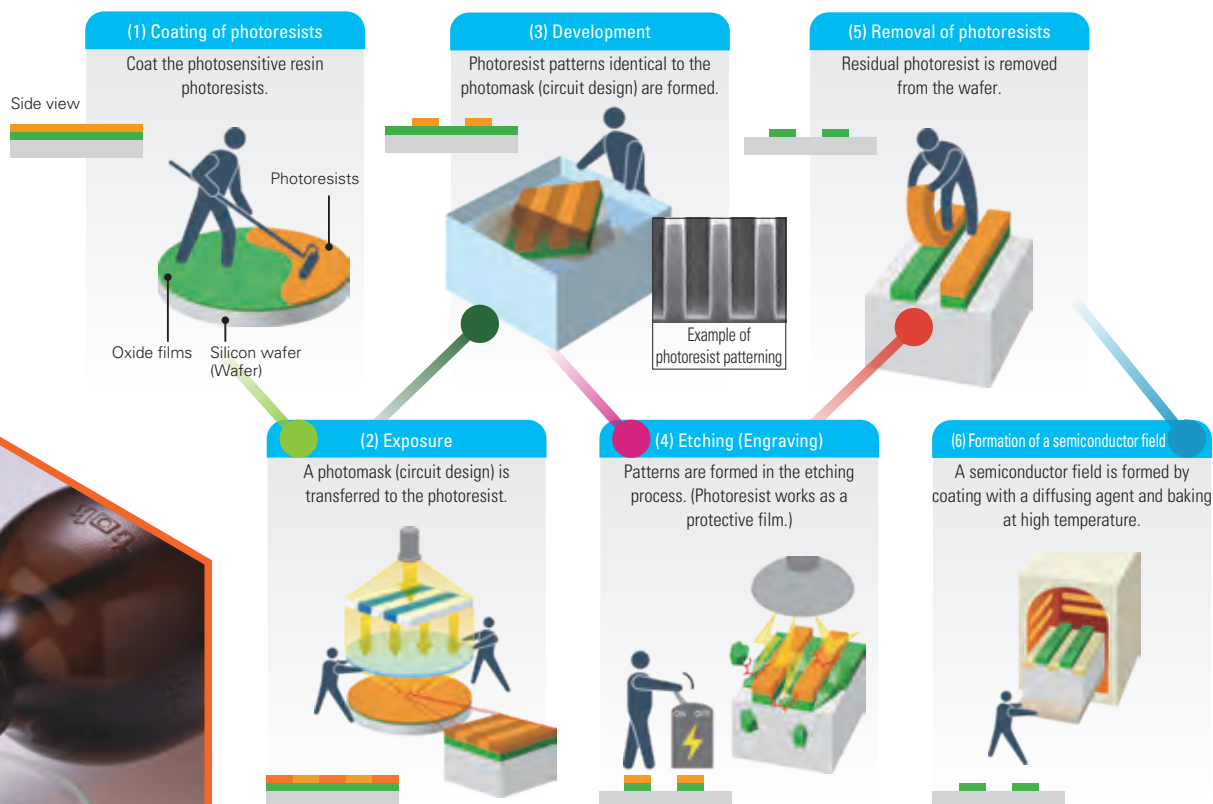 (1) Coating of photoresists
Coat the photosensitive resin
photoresists.
Side view
Photoresists
Oxide films
Silicon wafer
(Wafer)
(2) Exposure
A photomask (circuit design) is
transferred to the photoresist.
(3) Development
Photoresist patterns identical to the
photomask (circuit design) are formed.
Example of
photoresist patterning
(4) Etching (Engraving)
Patterns are formed in the etching
process. (Photoresist works as a
protective film.)
ON OFF
(5) Removal of photoresists
Residual photoresist is removed
from the wafer.
(6) Formation of a semiconductor field
A semiconductor field is formed by
coating with a diffusing agent and baking
at high temperature.
tok